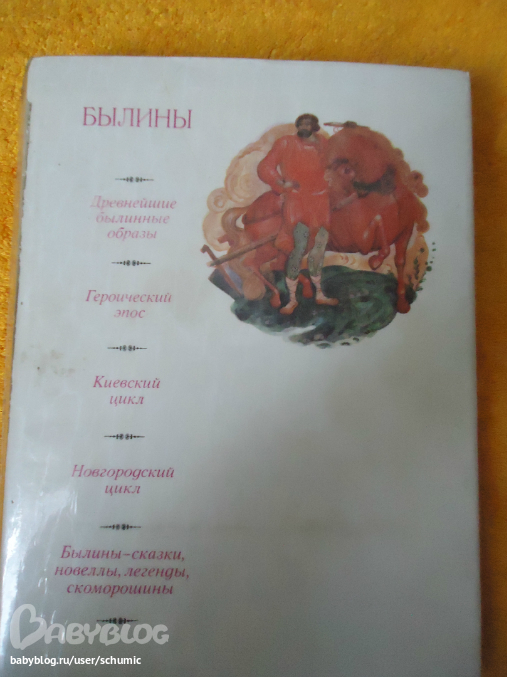 БЫЛИНЫ
Древнейшие
былинные
образы
Героический
эпос
Киевский
цикл
Новгородский
цикл
Былины–сказки,
новеллы, легенды,
скоморошины
BABYBLOG
babyblog.ru/user/schumic